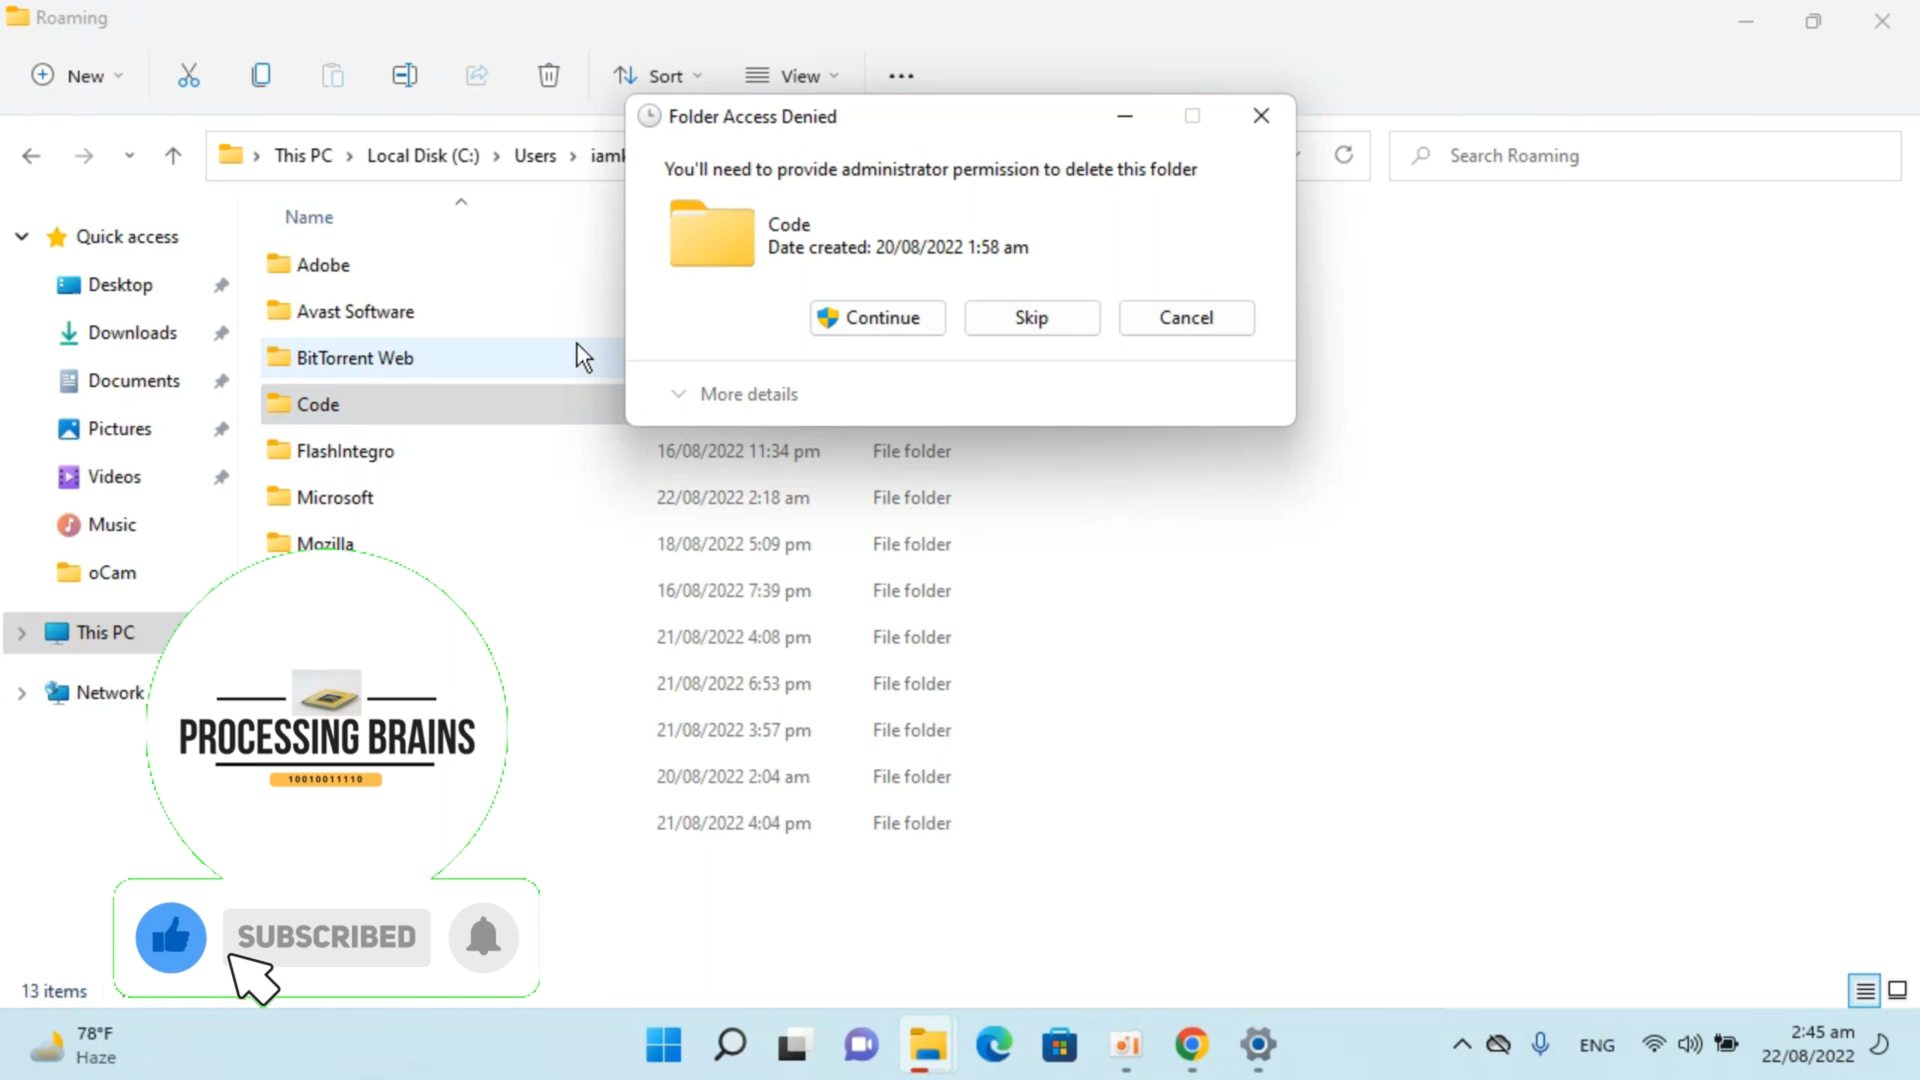 Roaming
New
Sort
View
This PC
Local Disk (C:)
Users
Search Roaming
Folder Access Denied
You'll need to provide administrator permission to delete this folder
Code
Date created: 20/08/2022 1:58 am
Continue
Skip
Cancel
More details
Quick access
Desktop
Downloads
Documents
Pictures
Videos
Music
oCam
This PC
Network
Name
Adobe
Avast Software
BitTorrent Web
Code
FlashIntegro 16/08/2022 11:34 pm File folder
Microsoft 22/08/2022 2:18 am File folder
Mozilla 18/08/2022 5:09 pm File folder
16/08/2022 7:39 pm File folder
21/08/2022 4:08 pm File folder
21/08/2022 6:53 pm File folder
21/08/2022 3:57 pm File folder
20/08/2022 2:04 am File folder
21/08/2022 4:04 pm File folder
PROCESSING BRAINS
10010011110
SUBSCRIBED
13 items
78°F
Haze
ENG
2:45 am
22/08/2022